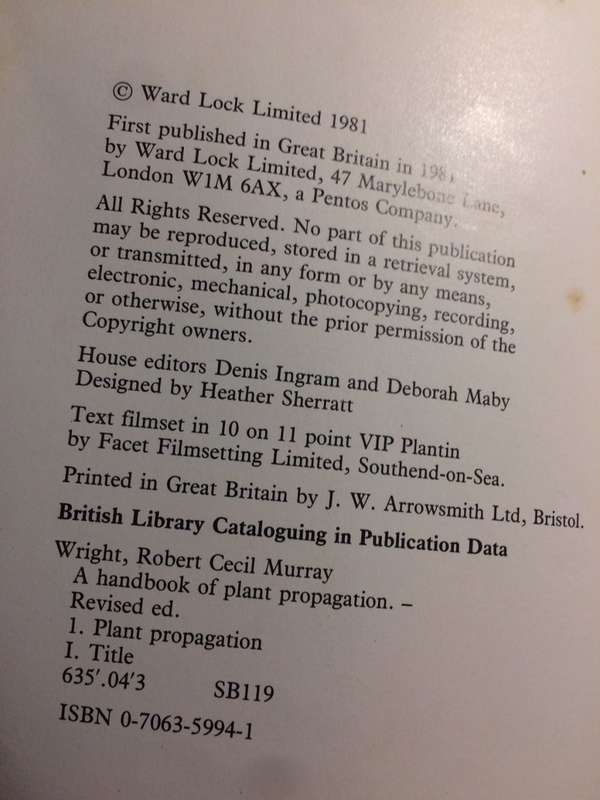 © Ward Lock Limited 1981
First published in Great Britain in 198
by Ward Lock Limited, 47 Marylebone Lane,
London W1M 6AX, a Pentos Company.
All Rights Reserved. No part of this publication
may be reproduced, stored in a retrieval system,
or transmitted, in any form or by any means,
electronic, mechanical, photocopying, recording,
or otherwise, without the prior permission of the
Copyright owners.
House editors Denis Ingram and Deborah Maby
Designed by Heather Sherratt
Text filmset in 10 on 11 point VIP Plantin
by Facet Filmsetting Limited, Southend-on-Sea.
Printed in Great Britain by J. W. Arrowsmith Ltd, Bristol.
British Library Cataloguing in Publication Data
Wright, Robert Cecil Murray
A handbook of plant propagation. –
Revised ed.
1. Plant propagation
I. Title
635'.04'3 SB119
ISBN 0-7063-5994-1